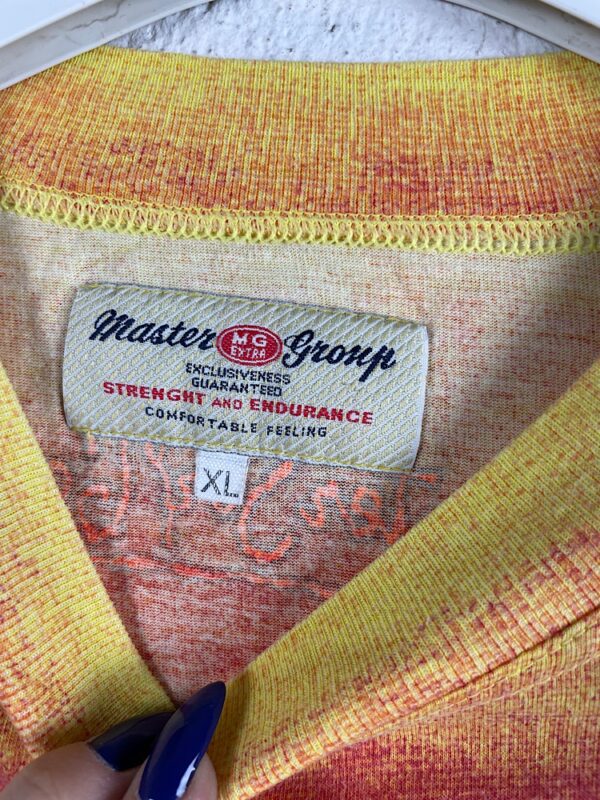 Master MG EXTRA Group
EXCLUSIVENESS
GUARANTEED
STRENGHT AND ENDURANCE
COMFORTABLE FEELING
XL